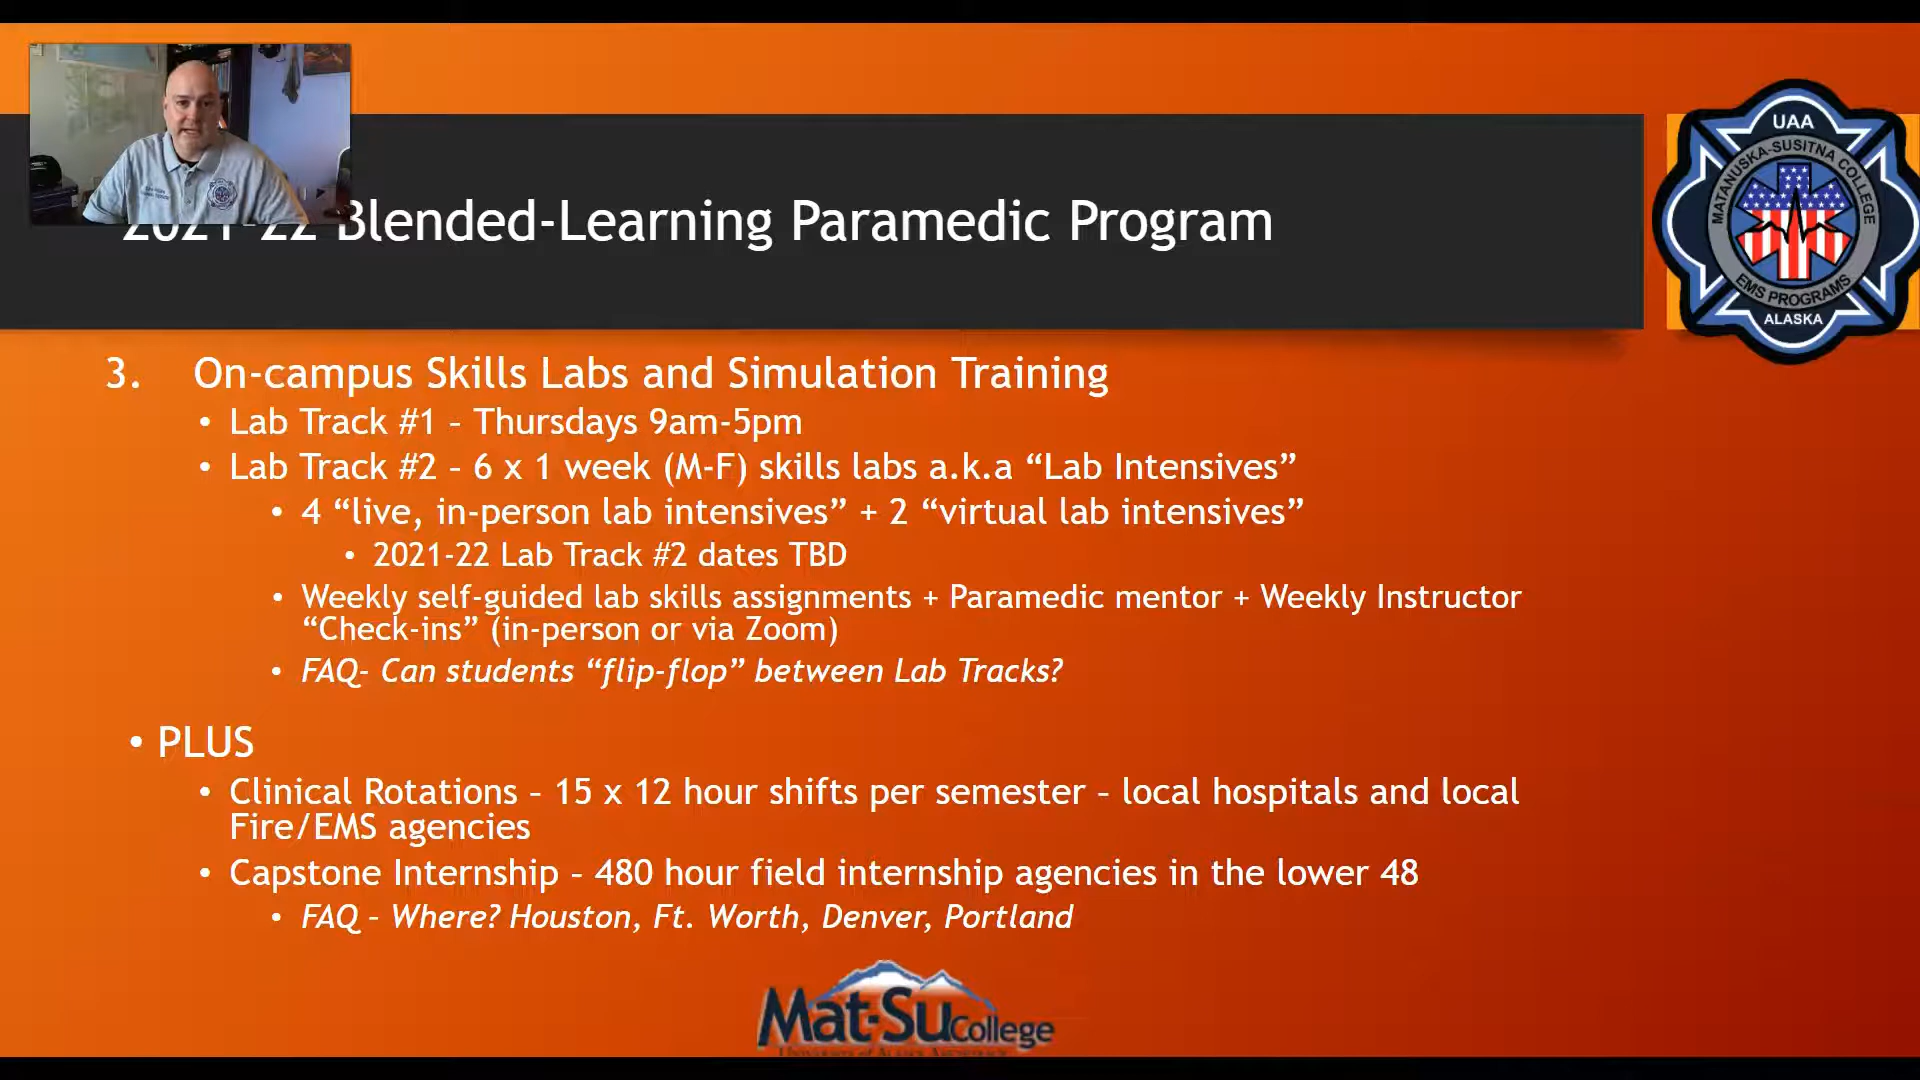 2021-22 Blended-Learning Paramedic Program
UAA
MATANUSKA-SUSITNA COLLEGE
EMS PROGRAMS
ALASKA
3. On-campus Skills Labs and Simulation Training
• Lab Track #1 – Thursdays 9am-5pm
• Lab Track #2 – 6 x 1 week (M-F) skills labs a.k.a “Lab Intensives”
• 4 “live, in-person lab intensives” + 2 “virtual lab intensives”
• 2021-22 Lab Track #2 dates TBD
• Weekly self-guided lab skills assignments + Paramedic mentor + Weekly Instructor
“Check-ins” (in-person or via Zoom)
• FAQ- Can students “flip-flop” between Lab Tracks?
• PLUS
• Clinical Rotations – 15 x 12 hour shifts per semester – local hospitals and local
Fire/EMS agencies
• Capstone Internship – 480 hour field internship agencies in the lower 48
• FAQ – Where? Houston, Ft. Worth, Denver, Portland
Mat-Su College